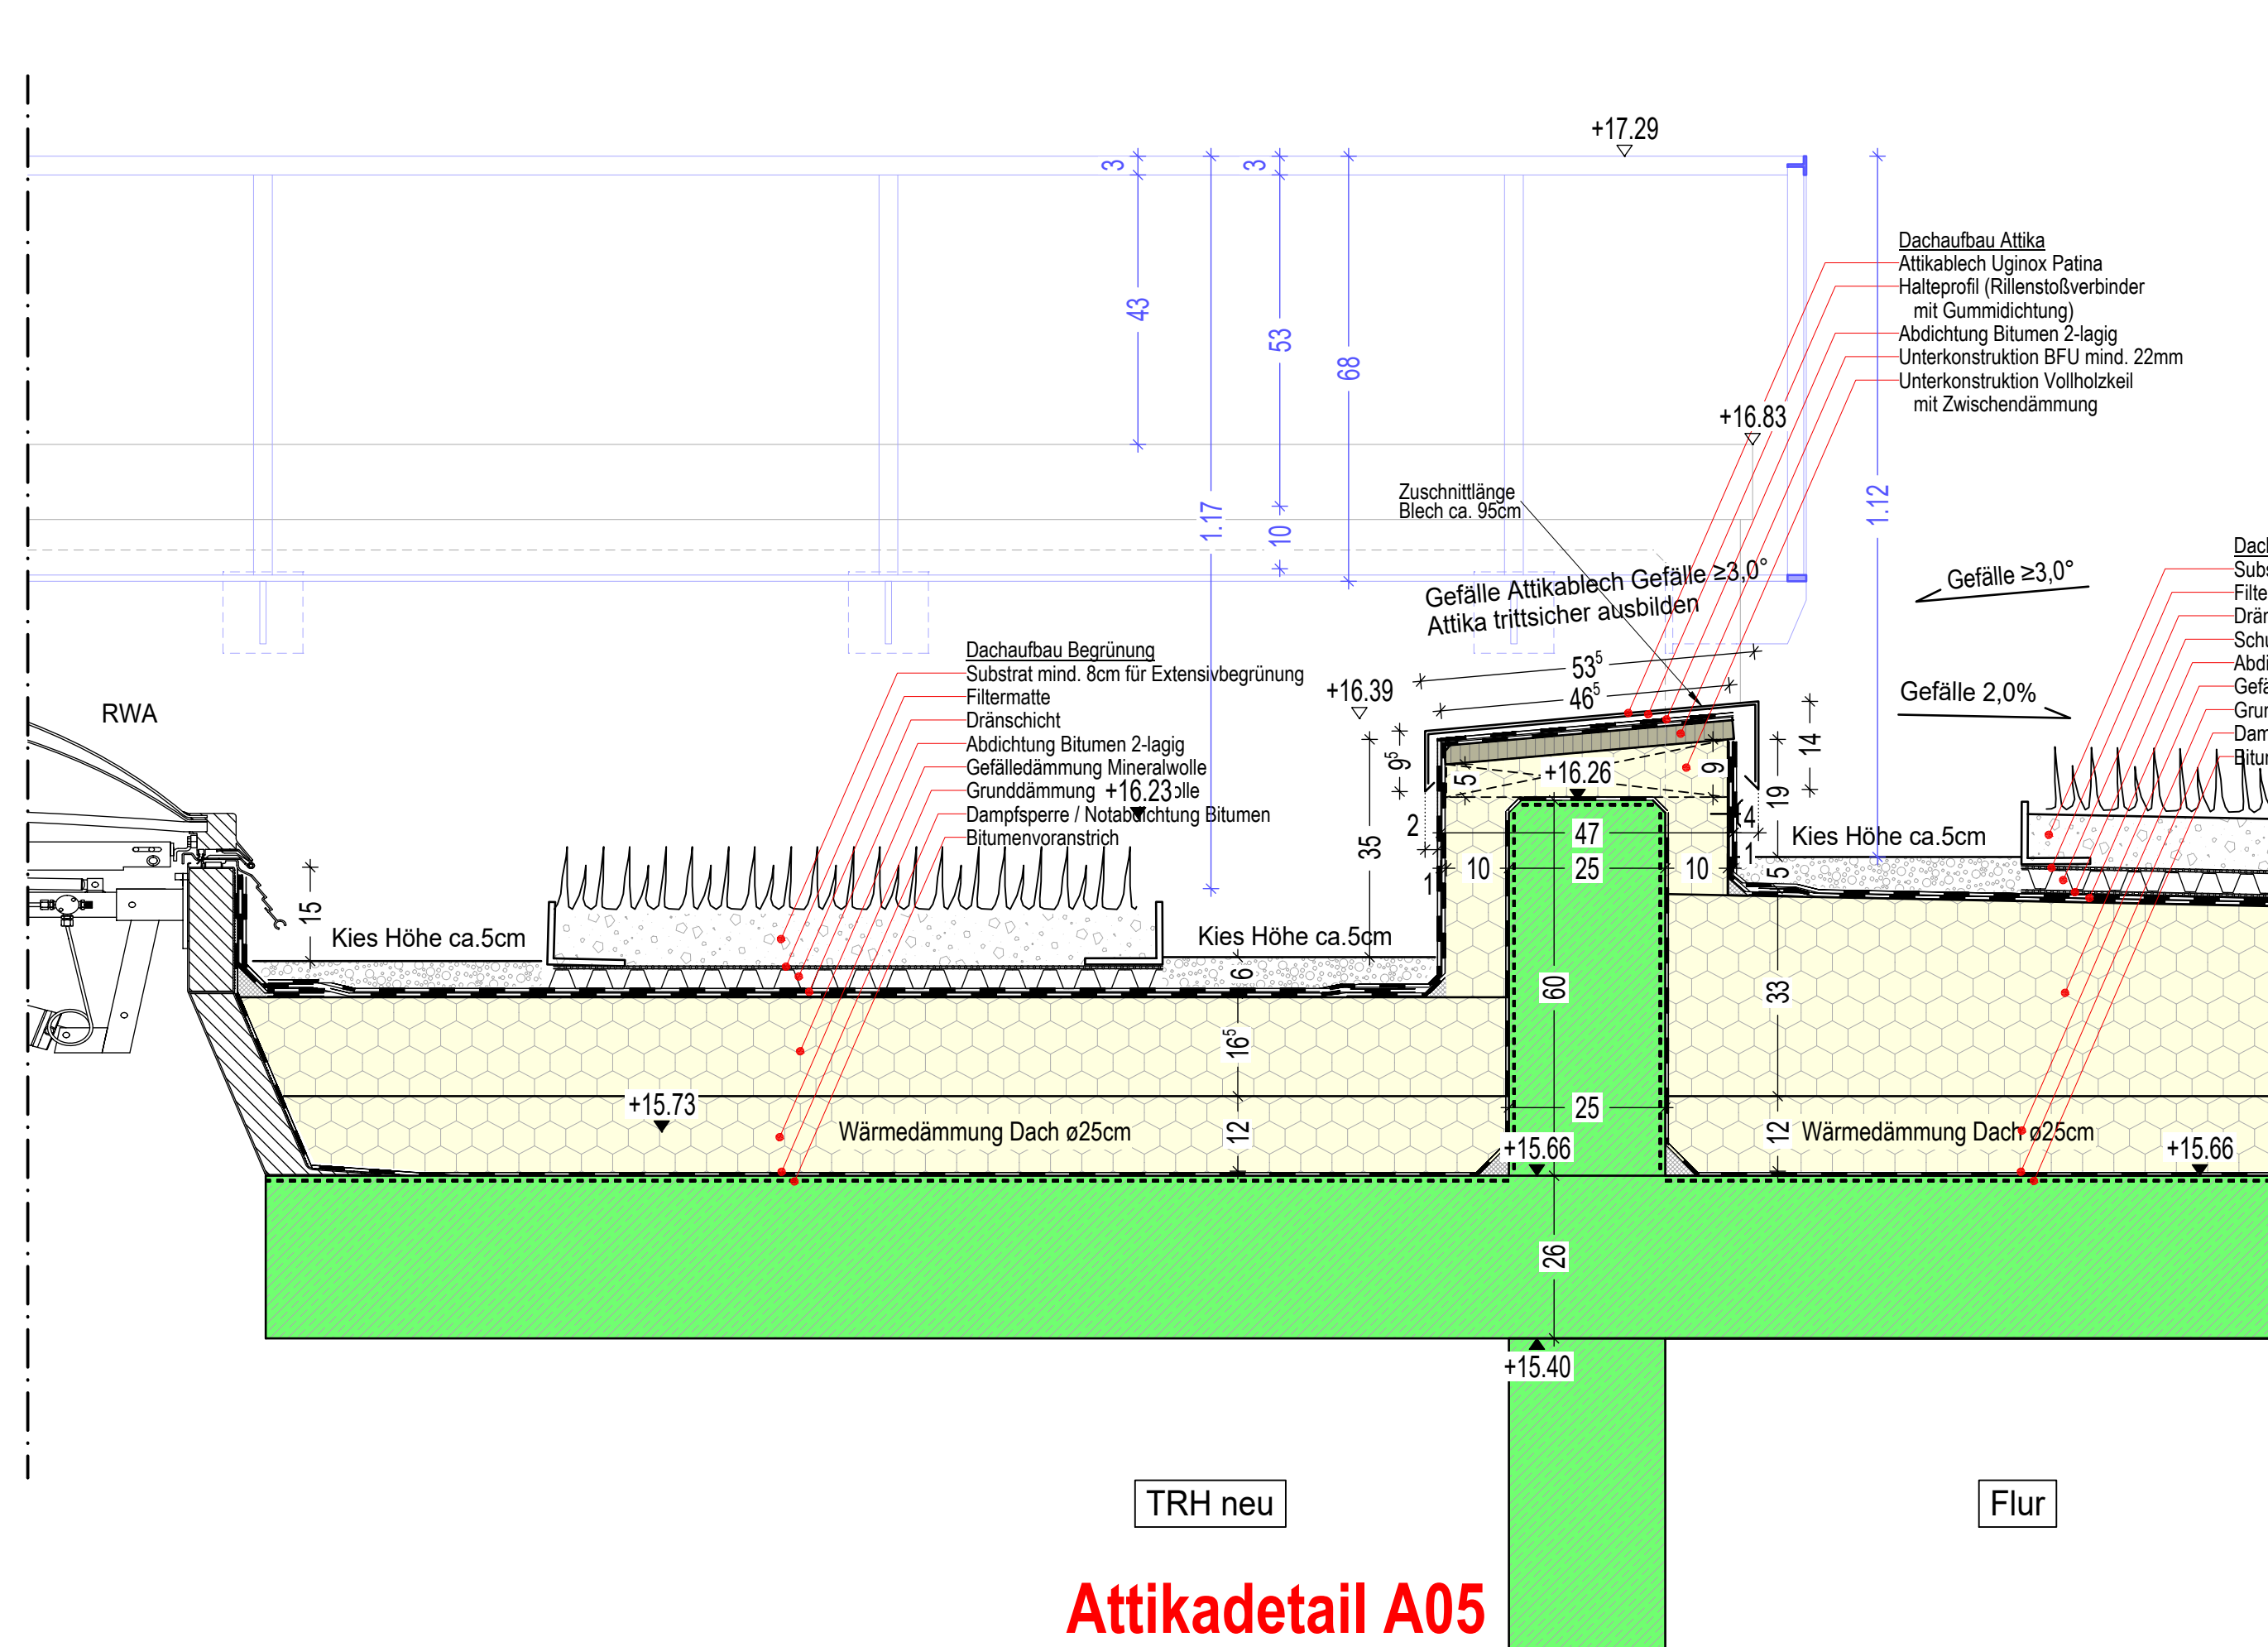 +17.29
3
3
43
53
68
1.17
10
1.12
Dachaufbau Attika
Attikablech Uginox Patina
Halteprofil (Rillenstoßverbinder
mit Gummidichtung)
Abdichtung Bitumen 2-lagig
Unterkonstruktion BFU mind. 22mm
Unterkonstruktion Vollholzkeil
mit Zwischendämmung
+16.83
Zuschnittlänge
Blech ca. 95cm
Gefälle Attikablech Gefälle ≥3,0°
Attika trittsicher ausbilden
Gefälle ≥3,0°
Gefälle 2,0%
53⁵
46⁵
+16.39
RWA
Dachaufbau Begrünung
Substrat mind. 8cm für Extensivbegrünung
Filtermatte
Dränschicht
Abdichtung Bitumen 2-lagig
Gefälledämmung Mineralwolle
Grunddämmung
+16.23
Dampfsperre / Notabdichtung Bitumen
Bitumenvoranstrich
9⁵
5
+16.26
9
14
19
2
47
4
35
1
10
25
10
1
5
Kies Höhe ca.5cm
15
Kies Höhe ca.5cm
Kies Höhe ca.5cm
6
60
33
16⁵
+15.73
Wärmedämmung Dach ø25cm
12
25
12
Wärmedämmung Dach ø25cm
+15.66
+15.66
26
+15.40
TRH neu
Flur
Attikadetail A05